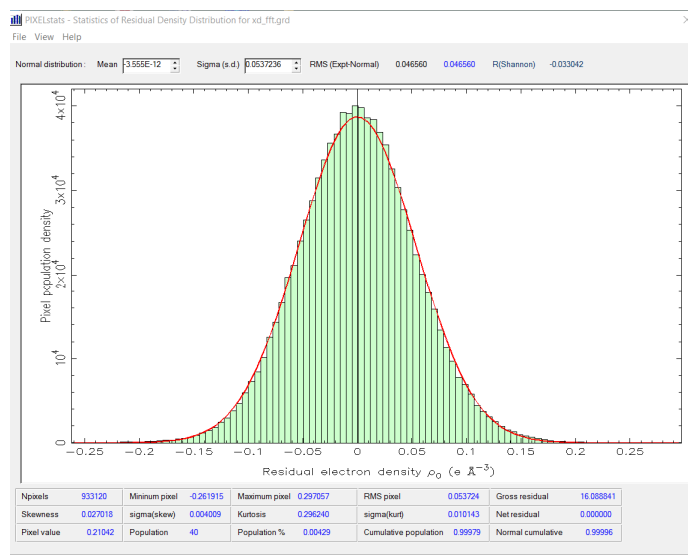 PIXELstats - Statistics of Residual Density Distribution for xd_fft.grd
File View Help
Normal distribution : Mean -3.555E-12 Sigma (s.d.) 0.0537236 RMS (Expt-Normal) 0.046560 0.046560 R(Shannon) -0.033042
4×10⁴
3×10⁴
2×10⁴
10⁴
0
Pixel population density
−0.25 −0.2 −0.15 −0.1 −0.05 0 0.05 0.1 0.15 0.2 0.25
Residual electron density ρ₀ (e Å⁻³)
Npixels 933120 Mininum pixel -0.261915 Maximum pixel 0.297057 RMS pixel 0.053724 Gross residual 16.088841
Skewness 0.027018 sigma(skew) 0.004009 Kurtosis 0.296240 sigma(kurt) 0.010143 Net residual 0.000000
Pixel value 0.21042 Population 40 Population % 0.00429 Cumulative population 0.99979 Normal cumulative 0.99996